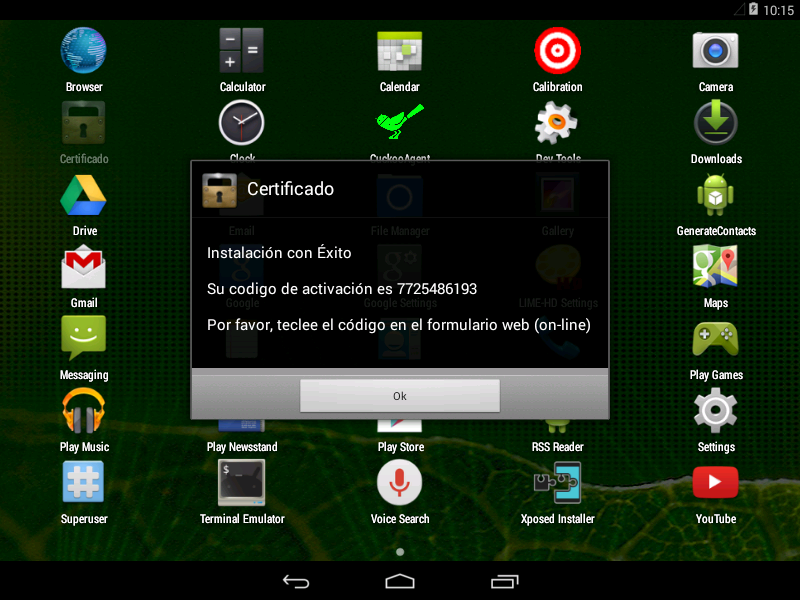 10:15
Browser
Calculator
Calendar
Calibration
Camera
Certificado
Clock
CuckooAgent
Dev Tools
Downloads
Certificado
Drive
Email
File Manager
Gallery
GenerateContacts
Instalación con Éxito
Su codigo de activación es 7725486193
Gmail
Google
Google Settings
LIME-HD Settings
Maps
Por favor, teclee el código en el formulario web (on-line)
Messaging
Play Games
Ok
Play Music
Play Newsstand
Play Store
RSS Reader
Settings
$
Superuser
Terminal Emulator
Voice Search
Xposed Installer
YouTube